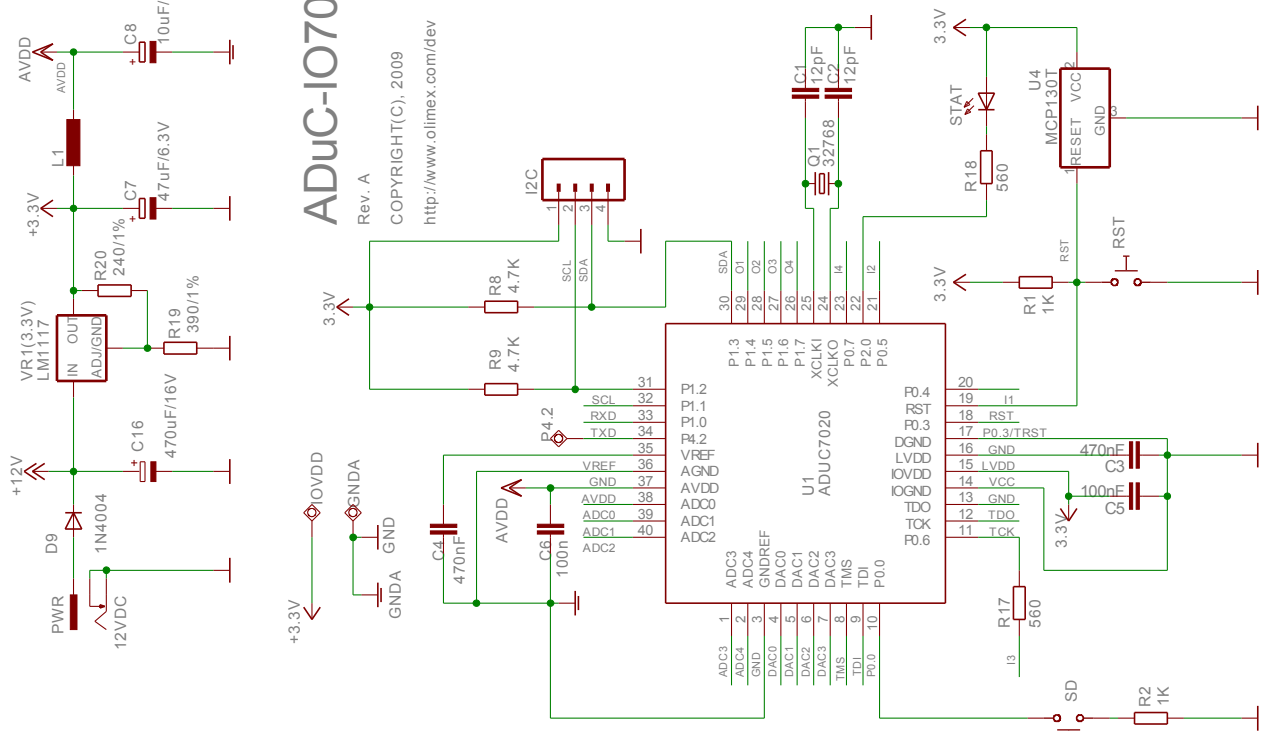 AVDD
AVDD
C8
10uF/
L1
+3.3V
C7
47uF/6.3V
R20
240/1%
VR1(3.3V)
LM1117
IN
OUT
ADJ/GND
R19
390/1%
+12V
C16
470uF/16V
D9
1N4004
PWR
12VDC
ADuC-IO70
Rev. A
COPYRIGHT(C), 2009
http://www.olimex.com/dev
I2C
1
2
3
4
SCL
SDA
3.3V
R8
4.7K
R9
4.7K
P4.2
IOVDD
GNDA
GND
GNDA
+3.3V
C4
470nF
AVDD
C6
100n
C1
12pF
C2
12pF
Q1
32768
3.3V
STAT
R18
560
U4
MCP130T
VCC
RESET
GND
2
1
3
RST
3.3V
R1
1K
RST
SDA
O1
O2
O3
O4
I4
I2
30
29
28
27
26
25
24
23
22
21
P1.3
P1.4
P1.5
P1.6
P1.7
XCLKI
XCLKO
P0.7
P2.0
P0.5
31
32
33
34
35
36
37
38
39
40
SCL
RXD
TXD
VREF
GND
AVDD
ADC0
ADC1
ADC2
P1.2
P1.1
P1.0
P4.2
VREF
AGND
AVDD
ADC0
ADC1
ADC2
U1
ADUC7020
P0.4
RST
P0.3
DGND
LVDD
IOVDD
IOGND
TDO
TCK
P0.6
20
19
18
17
16
15
14
13
12
11
I1
RST
P0.3/TRST
GND
LVDD
VCC
GND
TDO
TCK
470nF
C3
100nF
C5
3.3V
ADC3
ADC4
GNDREF
DAC0
DAC1
DAC2
DAC3
TMS
TDI
P0.0
1
2
3
4
5
6
7
8
9
10
ADC3
ADC4
GND
DAC0
DAC1
DAC2
DAC3
TMS
TDI
P0.0
R17
560
I3
SD
R2
1K